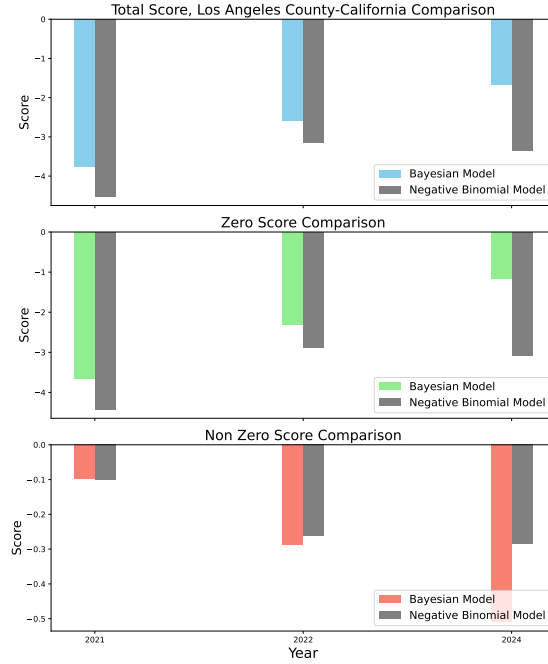 Total Score, Los Angeles County-California Comparison
0
−1
−2
−3
−4
Score
Bayesian Model
Negative Binomial Model
Zero Score Comparison
0
−1
−2
−3
−4
Score
Bayesian Model
Negative Binomial Model
Non Zero Score Comparison
0.0
−0.1
−0.2
−0.3
−0.4
−0.5
Score
Bayesian Model
Negative Binomial Model
2021
2022
2024
Year